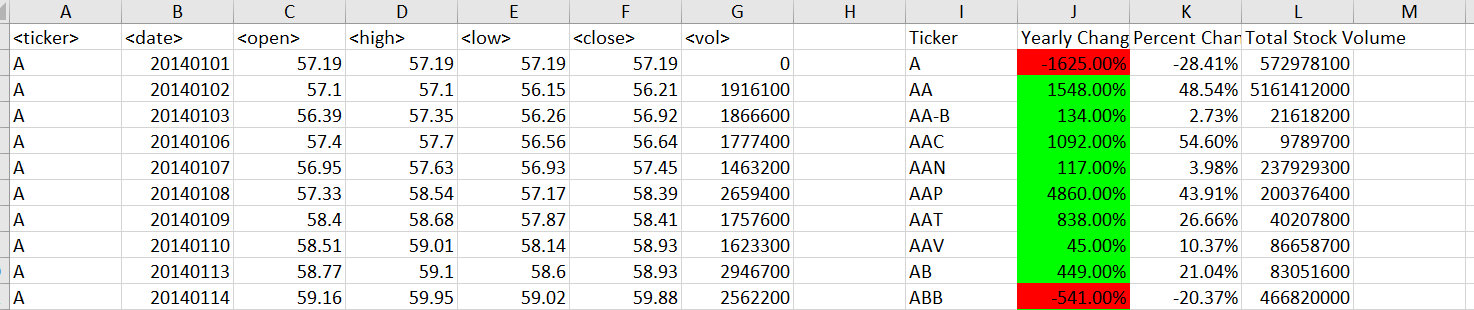 A B C D E F G H I J K L M
<ticker> <date> <open> <high> <low> <close> <vol> Ticker Yearly Chang Percent Chan Total Stock Volume
A 20140101 57.19 57.19 57.19 57.19 0 A -1625.00% -28.41% 572978100
A 20140102 57.1 57.1 56.15 56.21 1916100 AA 1548.00% 48.54% 5161412000
A 20140103 56.39 57.35 56.26 56.92 1866600 AA-B 134.00% 2.73% 21618200
A 20140106 57.4 57.7 56.56 56.64 1777400 AAC 1092.00% 54.60% 9789700
A 20140107 56.95 57.63 56.93 57.45 1463200 AAN 117.00% 3.98% 237929300
A 20140108 57.33 58.54 57.17 58.39 2659400 AAP 4860.00% 43.91% 200376400
A 20140109 58.4 58.68 57.87 58.41 1757600 AAT 838.00% 26.66% 40207800
A 20140110 58.51 59.01 58.14 58.93 1623300 AAV 45.00% 10.37% 86658700
A 20140113 58.77 59.1 58.6 58.93 2946700 AB 449.00% 21.04% 83051600
A 20140114 59.16 59.95 59.02 59.88 2562200 ABB -541.00% -20.37% 466820000